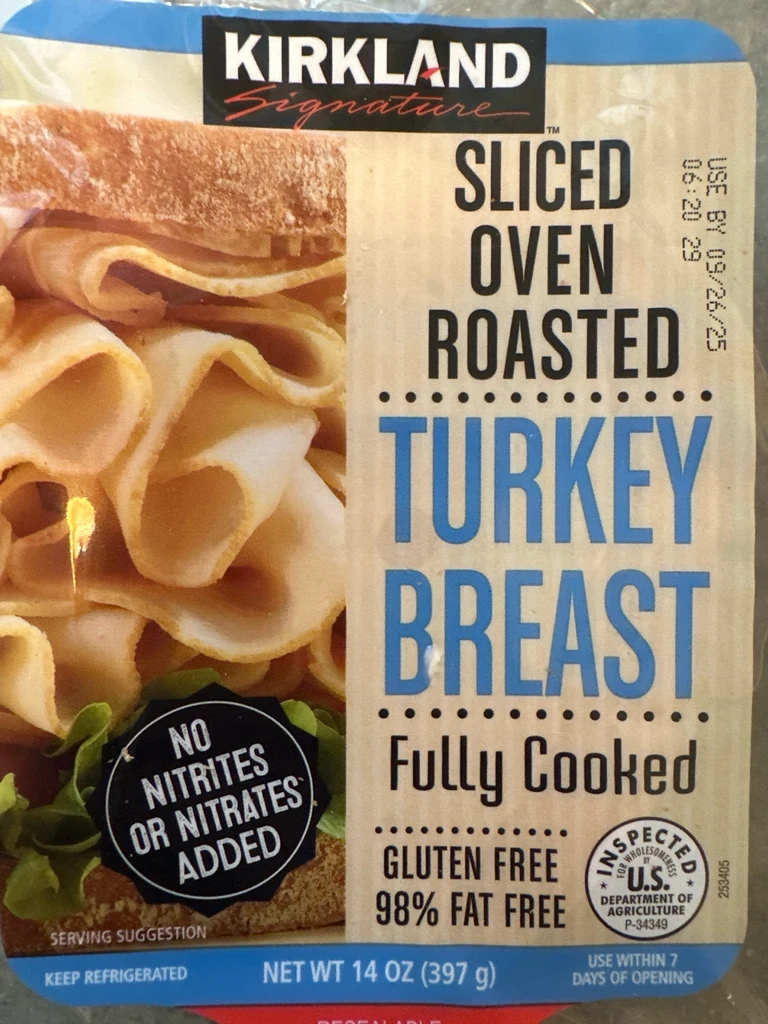 KIRKLAND
Signature
™
SLICED
OVEN
ROASTED
USE BY 09/26/25
06:20 29
TURKEY
BREAST
Fully Cooked
NO
NITRITES
OR NITRATES
ADDED
GLUTEN FREE
98% FAT FREE
INSPECTED
FOR WHOLESOMENESS
BY
U.S.
DEPARTMENT OF
AGRICULTURE
P-34349
253405
SERVING SUGGESTION
KEEP REFRIGERATED
NET WT 14 OZ (397 g)
USE WITHIN 7
DAYS OF OPENING
RESEALABLE